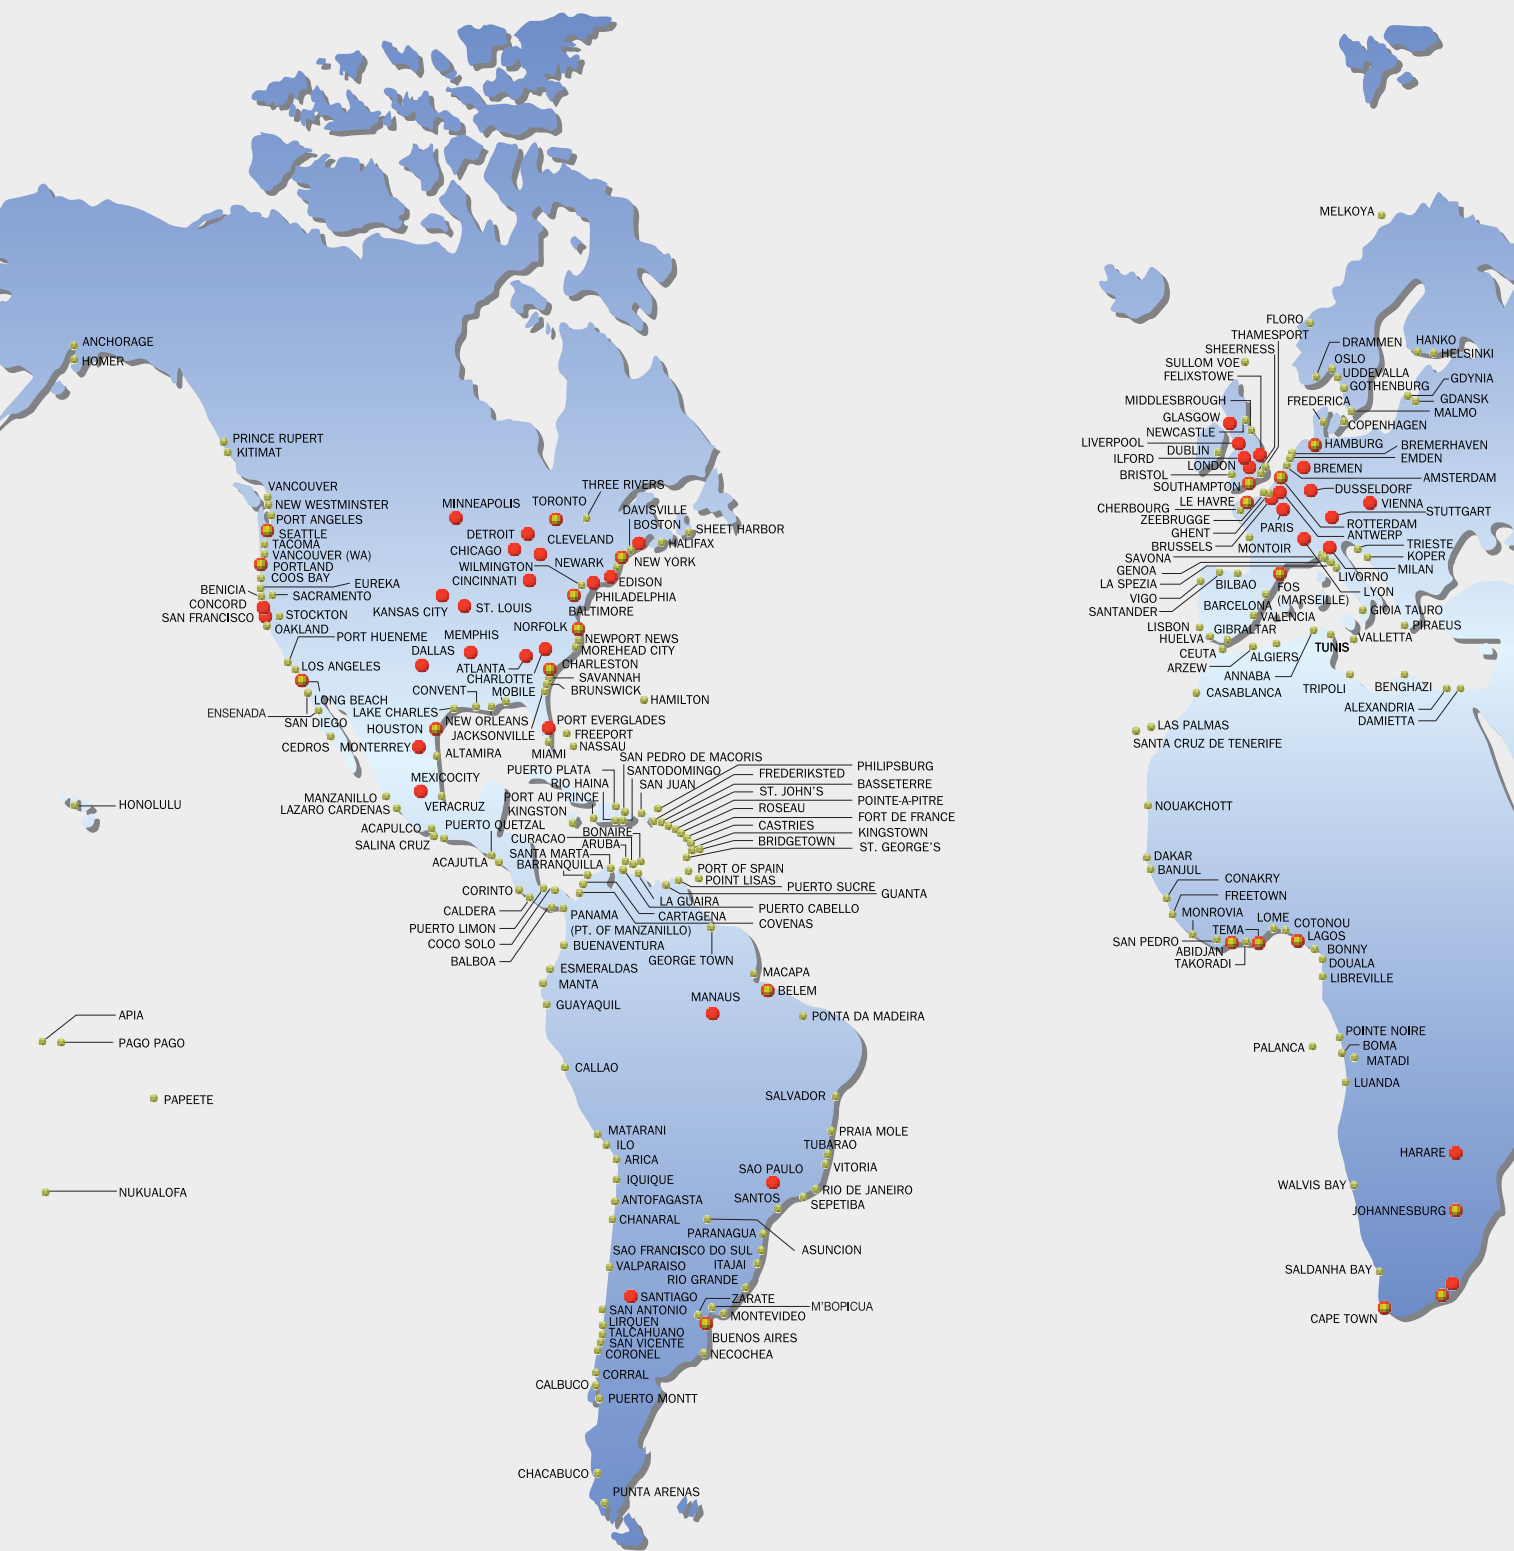 MELKOYA
FLORO
THAMESPORT
SHEERNESS
SULLOM VOE
FELIXSTOWE
DRAMMEN
OSLO
UDDEVALLA
GOTHENBURG
HANKO
HELSINKI
GDYNIA
GDANSK
MALMO
FREDERICA
COPENHAGEN
MIDDLESBROUGH
GLASGOW
NEWCASTLE
LIVERPOOL
DUBLIN
ILFORD
LONDON
BRISTOL
SOUTHAMPTON
LE HAVRE
CHERBOURG
ZEEBRUGGE
GHENT
BRUSSELS
HAMBURG
BREMERHAVEN
EMDEN
BREMEN
AMSTERDAM
DUSSELDORF
VIENNA
STUTTGART
PARIS
ROTTERDAM
ANTWERP
MONTOIR
TRIESTE
KOPER
MILAN
SAVONA
GENOA
LA SPEZIA
VIGO
SANTANDER
BILBAO
FOS
(MARSEILLE)
LIVORNO
LYON
BARCELONA
VALENCIA
GIOIA TAURO
PIRAEUS
LISBON
GIBRALTAR
HUELVA
CEUTA
VALLETTA
TUNIS
ALGIERS
ARZEW
ANNABA
CASABLANCA
TRIPOLI
BENGHAZI
ALEXANDRIA
DAMIETTA
LAS PALMAS
SANTA CRUZ DE TENERIFE
NOUAKCHOTT
DAKAR
BANJUL
CONAKRY
FREETOWN
MONROVIA
SAN PEDRO
ABIDJAN
TAKORADI
TEMA
LOME
COTONOU
LAGOS
BONNY
DOUALA
LIBREVILLE
POINTE NOIRE
BOMA
PALANCA
MATADI
LUANDA
HARARE
WALVIS BAY
JOHANNESBURG
SALDANHA BAY
CAPE TOWN
ANCHORAGE
HOMER
PRINCE RUPERT
KITIMAT
VANCOUVER
NEW WESTMINSTER
PORT ANGELES
SEATTLE
TACOMA
VANCOUVER (WA)
PORTLAND
COOS BAY
EUREKA
BENICIA
SACRAMENTO
CONCORD
SAN FRANCISCO
STOCKTON
OAKLAND
PORT HUENEME
LOS ANGELES
LONG BEACH
ENSENADA
SAN DIEGO
CEDROS
MINNEAPOLIS
TORONTO
THREE RIVERS
DETROIT
CLEVELAND
CHICAGO
DAVISVILLE
BOSTON
SHEET HARBOR
HALIFAX
NEWARK
NEW YORK
WILMINGTON
CINCINNATI
EDISON
PHILADELPHIA
KANSAS CITY
ST. LOUIS
BALTIMORE
NORFOLK
MEMPHIS
DALLAS
NEWPORT NEWS
MOREHEAD CITY
ATLANTA
CHARLOTTE
CHARLESTON
SAVANNAH
BRUNSWICK
CONVENT
MOBILE
HAMILTON
LAKE CHARLES
HOUSTON
NEW ORLEANS
JACKSONVILLE
PORT EVERGLADES
FREEPORT
NASSAU
MIAMI
MONTERREY
ALTAMIRA
MEXICOCITY
MANZANILLO
LAZARO CARDENAS
VERACRUZ
ACAPULCO
SALINA CRUZ
PUERTO QUETZAL
ACAJUTLA
HONOLULU
SAN PEDRO DE MACORIS
PUERTO PLATA
SANTODOMINGO
RIO HAINA
SAN JUAN
PORT AU PRINCE
KINGSTON
BONAIRE
CURACAO
ARUBA
SANTA MARTA
BARRANQUILLA
PHILIPSBURG
FREDERIKSTED
BASSETERRE
ST. JOHN'S
POINTE-A-PITRE
ROSEAU
FORT DE FRANCE
CASTRIES
KINGSTOWN
BRIDGETOWN
ST. GEORGE'S
PORT OF SPAIN
POINT LISAS
PUERTO SUCRE
GUANTA
LA GUAIRA
PUERTO CABELLO
CARTAGENA
COVENAS
CORINTO
CALDERA
PUERTO LIMON
COCO SOLO
BALBOA
PANAMA
(PT. OF MANZANILLO)
BUENAVENTURA
GEORGE TOWN
ESMERALDAS
MANTA
GUAYAQUIL
MACAPA
BELEM
MANAUS
PONTA DA MADEIRA
APIA
PAGO PAGO
PAPEETE
NUKUALOFA
CALLAO
SALVADOR
MATARANI
ILO
ARICA
IQUIQUE
ANTOFAGASTA
CHANARAL
PRAIA MOLE
TUBARAO
VITORIA
SAO PAULO
RIO DE JANEIRO
SANTOS
SEPETIBA
PARANAGUA
ASUNCION
SAO FRANCISCO DO SUL
ITAJAI
VALPARAISO
RIO GRANDE
SANTIAGO
ZARATE
M'BOPICUA
SAN ANTONIO
MONTEVIDEO
LIRQUEN
TALCAHUANO
SAN VICENTE
CORONEL
BUENOS AIRES
NECOCHEA
CORRAL
CALBUCO
PUERTO MONTT
CHACABUCO
PUNTA ARENAS